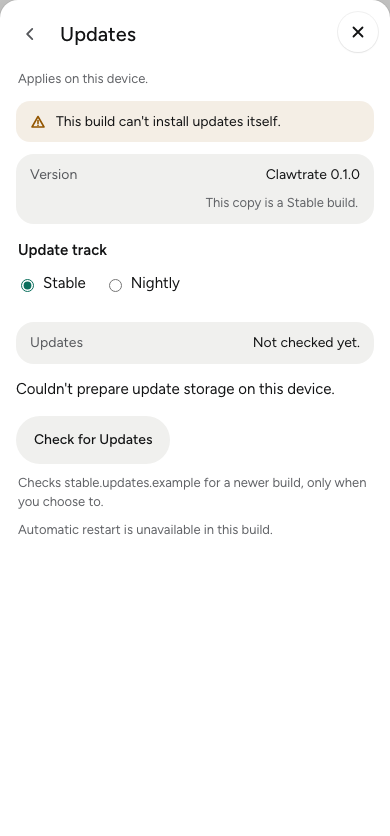 Updates
Applies on this device.
This build can't install updates itself.
Version
Clawtrate 0.1.0
This copy is a Stable build.
Update track
Stable
Nightly
Updates
Not checked yet.
Couldn't prepare update storage on this device.
Check for Updates
Checks stable.updates.example for a newer build, only when
you choose to.
Automatic restart is unavailable in this build.